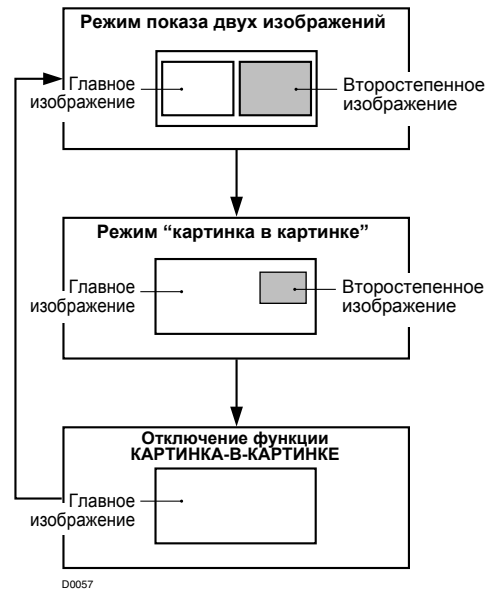 Режим показа двух изображений
Главное
изображение
Второстепенное
изображение
Режим “картинка в картинке”
Главное
изображение
Второстепенное
изображение
Отключение функции
КАРТИНКА-В-КАРТИНКЕ
Главное
изображение
D0057